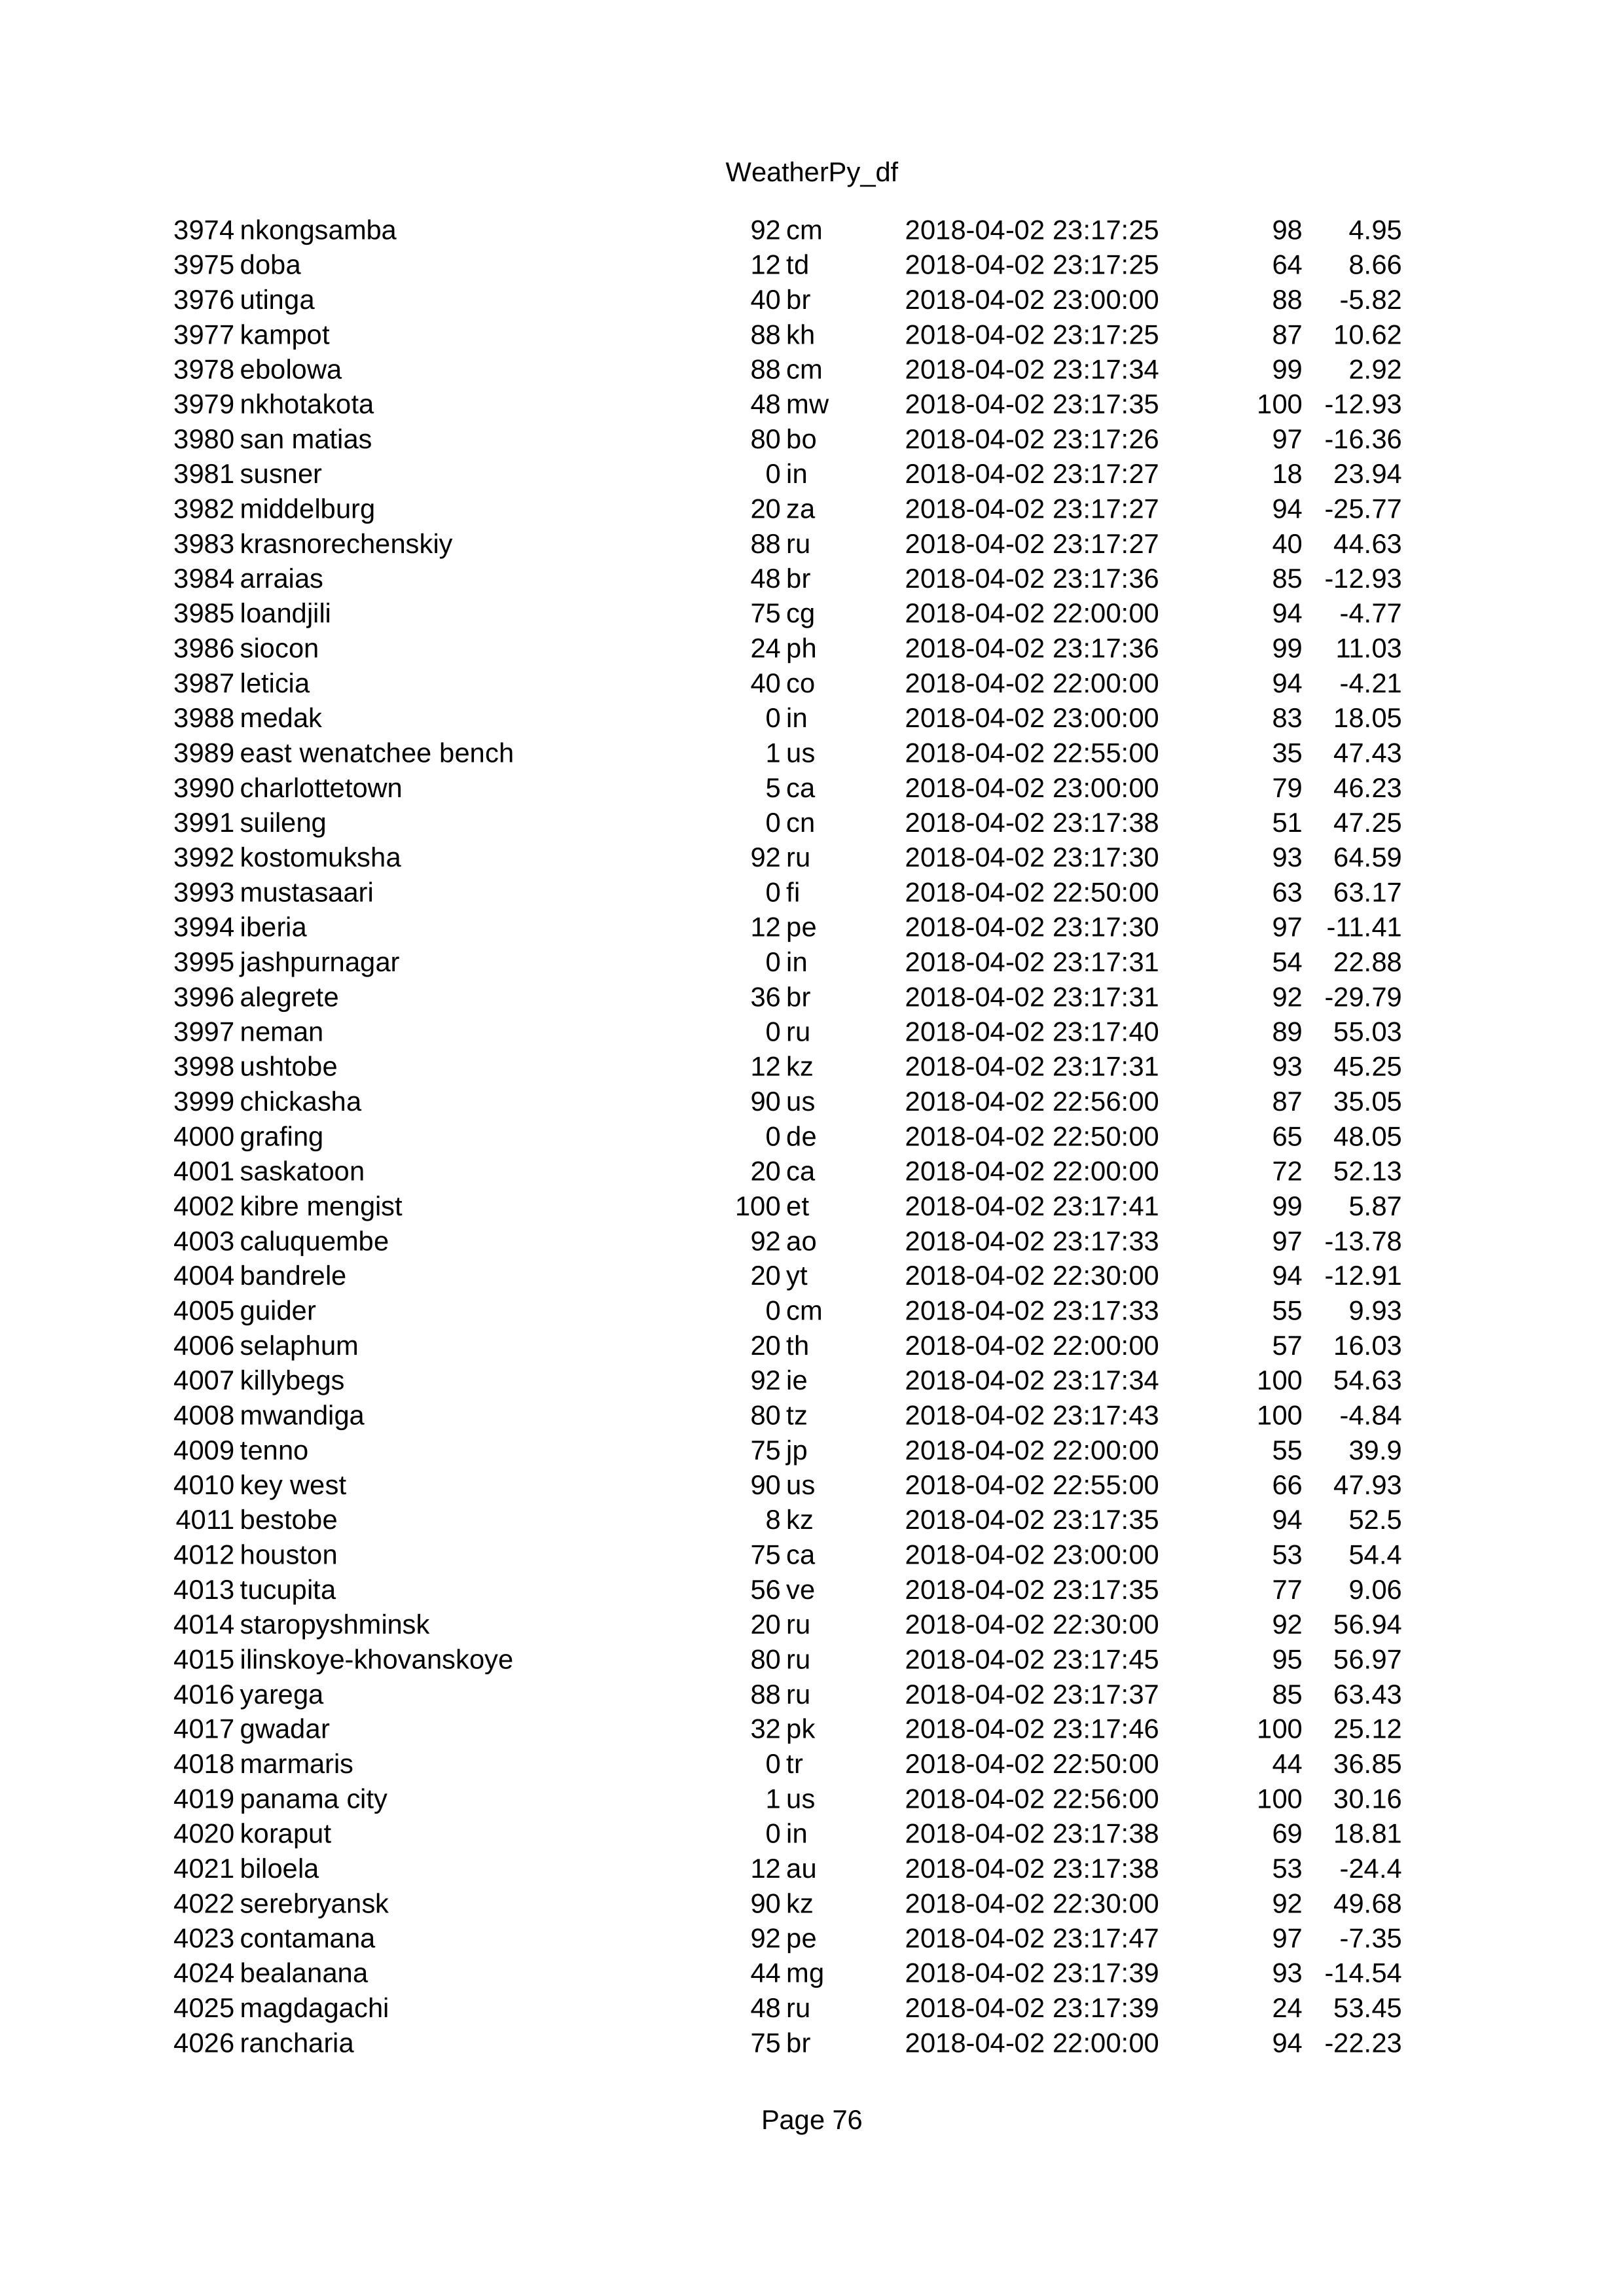 WeatherPy_df
3974 nkongsamba 92 cm 2018-04-02 23:17:25 98 4.95
3975 doba 12 td 2018-04-02 23:17:25 64 8.66
3976 utinga 40 br 2018-04-02 23:00:00 88 -5.82
3977 kampot 88 kh 2018-04-02 23:17:25 87 10.62
3978 ebolowa 88 cm 2018-04-02 23:17:34 99 2.92
3979 nkhotakota 48 mw 2018-04-02 23:17:35 100 -12.93
3980 san matias 80 bo 2018-04-02 23:17:26 97 -16.36
3981 susner 0 in 2018-04-02 23:17:27 18 23.94
3982 middelburg 20 za 2018-04-02 23:17:27 94 -25.77
3983 krasnorechenskiy 88 ru 2018-04-02 23:17:27 40 44.63
3984 arraias 48 br 2018-04-02 23:17:36 85 -12.93
3985 loandjili 75 cg 2018-04-02 22:00:00 94 -4.77
3986 siocon 24 ph 2018-04-02 23:17:36 99 11.03
3987 leticia 40 co 2018-04-02 22:00:00 94 -4.21
3988 medak 0 in 2018-04-02 23:00:00 83 18.05
3989 east wenatchee bench 1 us 2018-04-02 22:55:00 35 47.43
3990 charlottetown 5 ca 2018-04-02 23:00:00 79 46.23
3991 suileng 0 cn 2018-04-02 23:17:38 51 47.25
3992 kostomuksha 92 ru 2018-04-02 23:17:30 93 64.59
3993 mustasaari 0 fi 2018-04-02 22:50:00 63 63.17
3994 iberia 12 pe 2018-04-02 23:17:30 97 -11.41
3995 jashpurnagar 0 in 2018-04-02 23:17:31 54 22.88
3996 alegrete 36 br 2018-04-02 23:17:31 92 -29.79
3997 neman 0 ru 2018-04-02 23:17:40 89 55.03
3998 ushtobe 12 kz 2018-04-02 23:17:31 93 45.25
3999 chickasha 90 us 2018-04-02 22:56:00 87 35.05
4000 grafing 0 de 2018-04-02 22:50:00 65 48.05
4001 saskatoon 20 ca 2018-04-02 22:00:00 72 52.13
4002 kibre mengist 100 et 2018-04-02 23:17:41 99 5.87
4003 caluquembe 92 ao 2018-04-02 23:17:33 97 -13.78
4004 bandrele 20 yt 2018-04-02 22:30:00 94 -12.91
4005 guider 0 cm 2018-04-02 23:17:33 55 9.93
4006 selaphum 20 th 2018-04-02 22:00:00 57 16.03
4007 killybegs 92 ie 2018-04-02 23:17:34 100 54.63
4008 mwandiga 80 tz 2018-04-02 23:17:43 100 -4.84
4009 tenno 75 jp 2018-04-02 22:00:00 55 39.9
4010 key west 90 us 2018-04-02 22:55:00 66 47.93
4011 bestobe 8 kz 2018-04-02 23:17:35 94 52.5
4012 houston 75 ca 2018-04-02 23:00:00 53 54.4
4013 tucupita 56 ve 2018-04-02 23:17:35 77 9.06
4014 staropyshminsk 20 ru 2018-04-02 22:30:00 92 56.94
4015 ilinskoye-khovanskoye 80 ru 2018-04-02 23:17:45 95 56.97
4016 yarega 88 ru 2018-04-02 23:17:37 85 63.43
4017 gwadar 32 pk 2018-04-02 23:17:46 100 25.12
4018 marmaris 0 tr 2018-04-02 22:50:00 44 36.85
4019 panama city 1 us 2018-04-02 22:56:00 100 30.16
4020 koraput 0 in 2018-04-02 23:17:38 69 18.81
4021 biloela 12 au 2018-04-02 23:17:38 53 -24.4
4022 serebryansk 90 kz 2018-04-02 22:30:00 92 49.68
4023 contamana 92 pe 2018-04-02 23:17:47 97 -7.35
4024 bealanana 44 mg 2018-04-02 23:17:39 93 -14.54
4025 magdagachi 48 ru 2018-04-02 23:17:39 24 53.45
4026 rancharia 75 br 2018-04-02 22:00:00 94 -22.23
Page 76